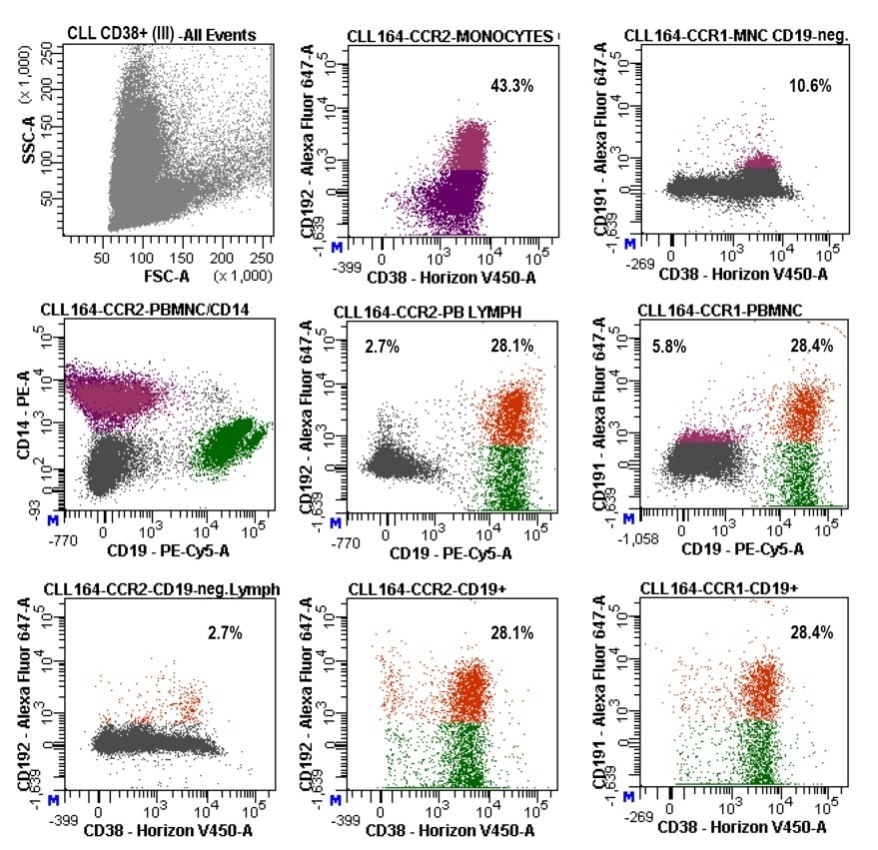 CLL CD38+ (III) -All Events
SSC-A (x 1,000)
250
200
150
100
50
50 100 150 200 250
FSC-A (x 1,000)
CLL164-CCR2-MONOCYTES
43.3%
CD192 - Alexa Fluor 647-A
10^5
10^4
10^3
0
-1,639
M
-399
0 10^3 10^4 10^5
CD38 - Horizon V450-A
CLL164-CCR1-MNC CD19-neg.
10.6%
CD191 - Alexa Fluor 647-A
10^5
10^4
10^3
0
-1,639
M
-269
0 10^3 10^4 10^5
CD38 - Horizon V450-A
CLL164-CCR2-PBMNC/CD14
CD14 - PE-A
10^5
10^4
10^3
10^2
0
-93
M
-770
0 10^3 10^4 10^5
CD19 - PE-Cy5-A
CLL164-CCR2-PB LYMPH
2.7% 28.1%
CD192 - Alexa Fluor 647-A
10^5
10^4
10^3
0
-1,639
M
-770
0 10^3 10^4 10^5
CD19 - PE-Cy5-A
CLL164-CCR1-PBMNC
5.8% 28.4%
CD191 - Alexa Fluor 647-A
10^5
10^4
10^3
0
-1,639
M
-1,058
0 10^3 10^4 10^5
CD19 - PE-Cy5-A
CLL164-CCR2-CD19-neg.Lymph
2.7%
CD192 - Alexa Fluor 647-A
10^5
10^4
10^3
0
-1,639
M
-399
0 10^3 10^4 10^5
CD38 - Horizon V450-A
CLL164-CCR2-CD19+
28.1%
CD192 - Alexa Fluor 647-A
10^5
10^4
10^3
0
-1,639
M
-399
0 10^3 10^4 10^5
CD38 - Horizon V450-A
CLL164-CCR1-CD19+
28.4%
CD191 - Alexa Fluor 647-A
10^5
10^4
10^3
0
-1,639
M
-269
0 10^3 10^4 10^5
CD38 - Horizon V450-A